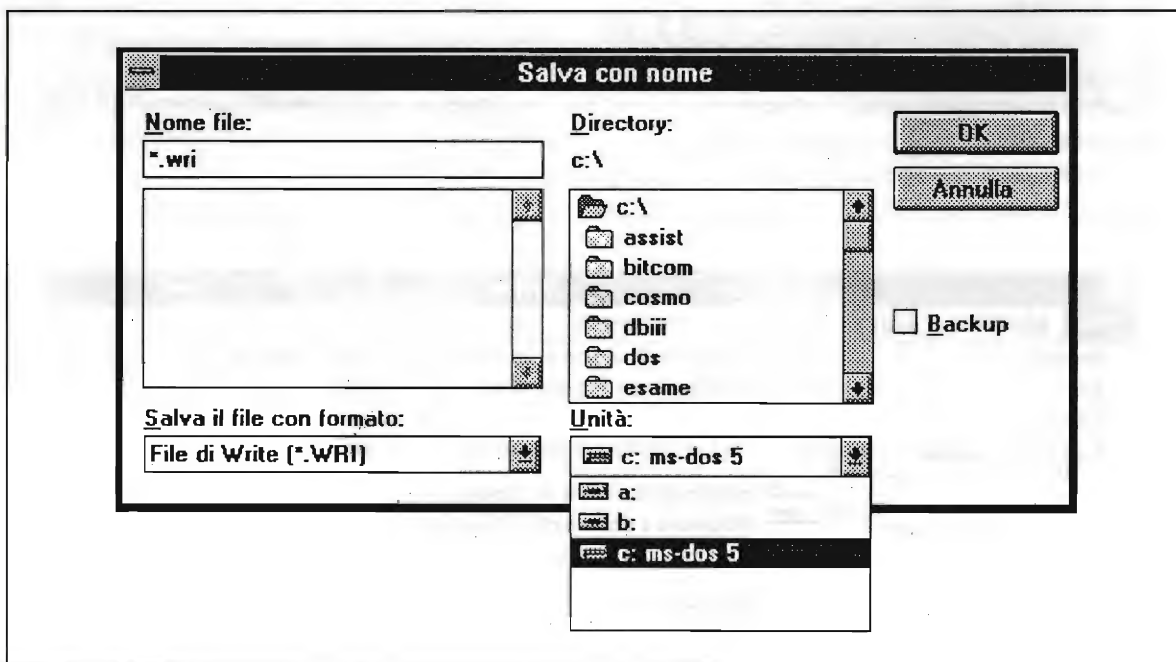 Salva con nome
Nome file:
*.wri
Directory:
c:\
c:\
assist
bitcom
cosmo
dbiii
dos
esame
OK
Annulla
Backup
Salva il file con formato:
File di Write (*.WRI)
Unità:
c: ms-dos 5
a:
b:
c: ms-dos 5